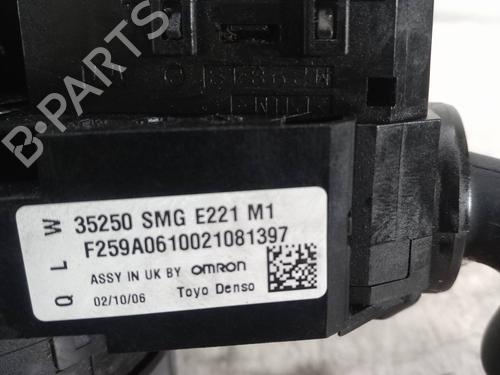 B-PARTS
35250 SMG E221 M1
F259A0610021081397
ASSY IN UK BY OMRON
02/10/06 Toyo Denso
Q L W